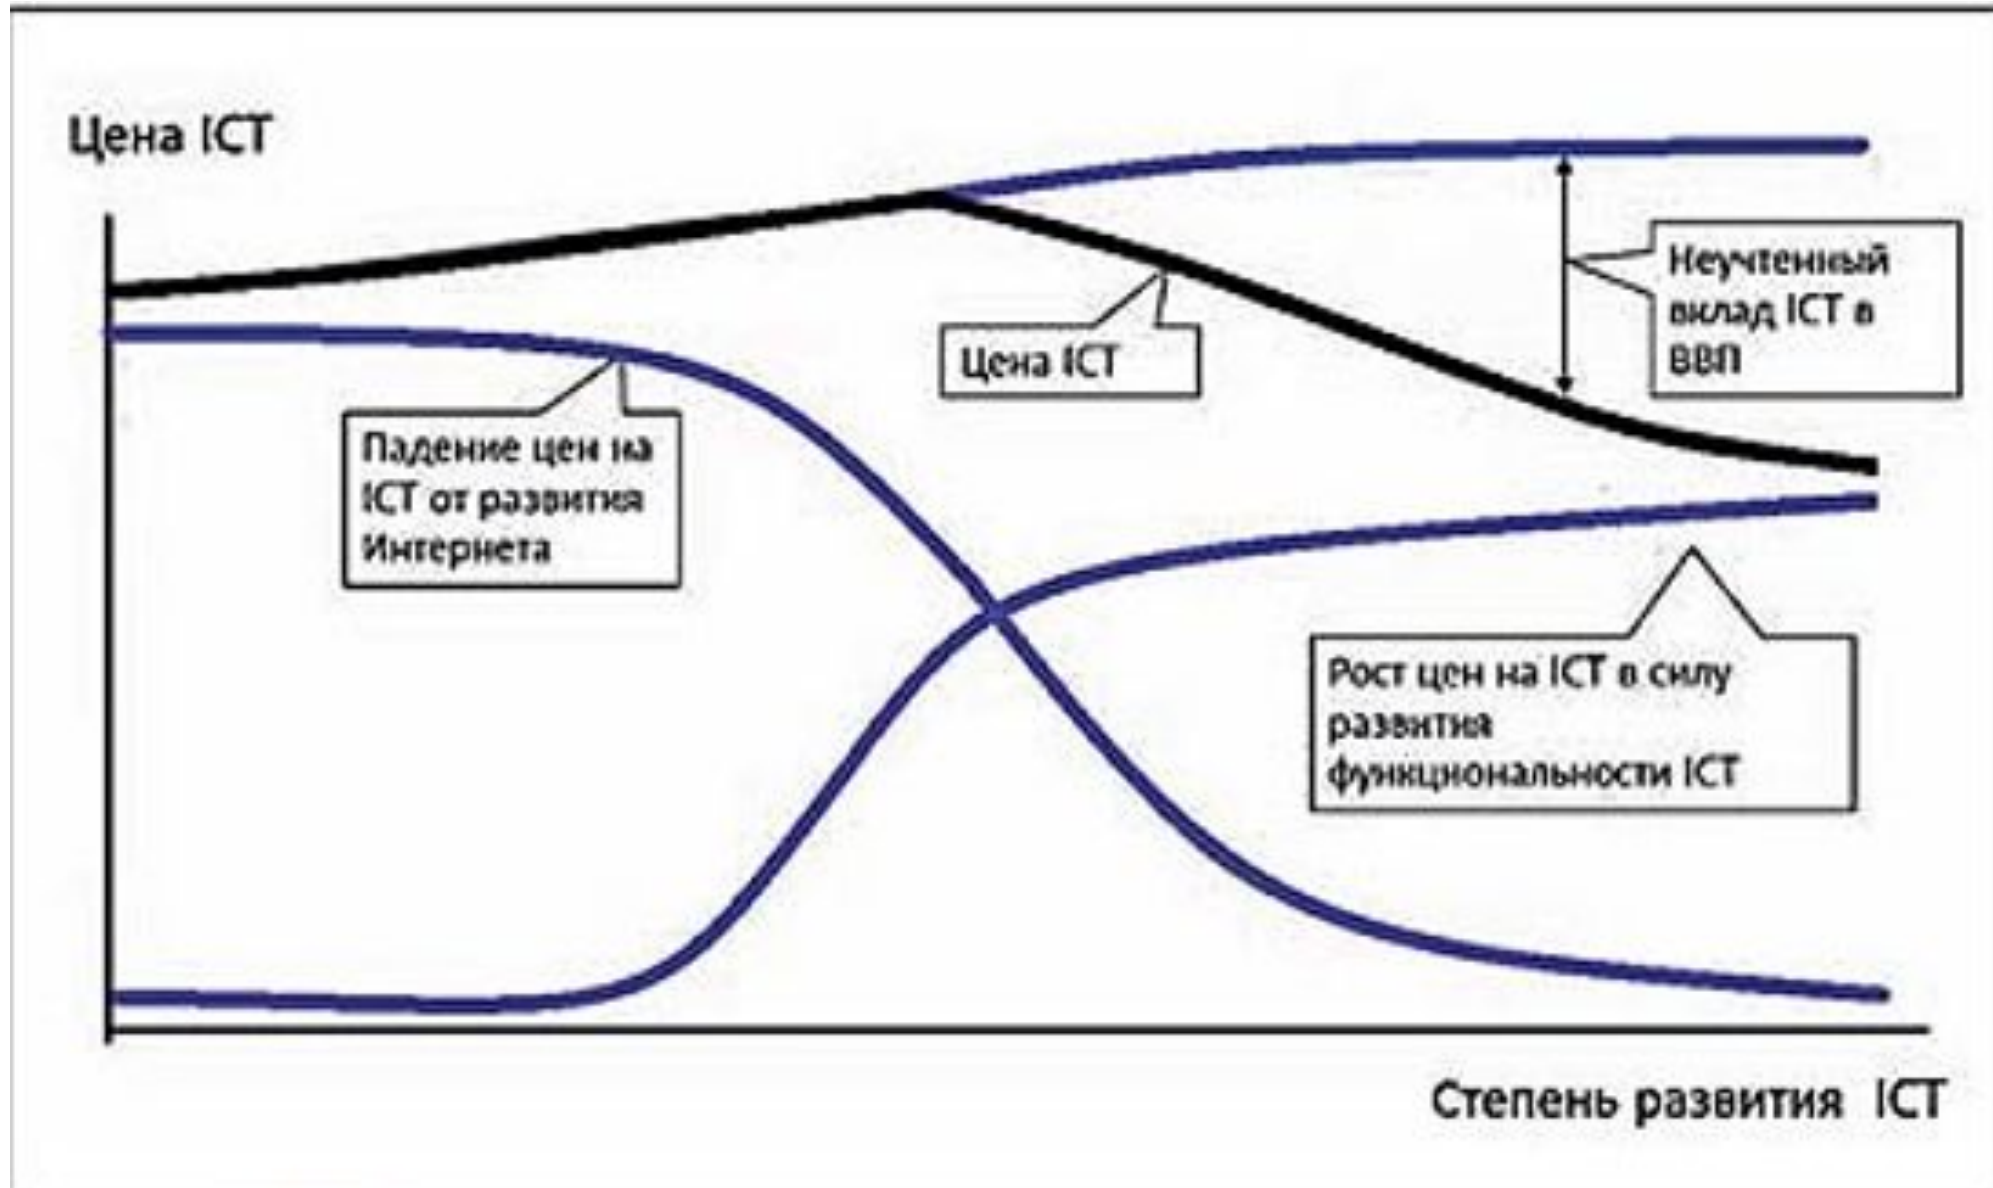 Цена ICT
Неучтенный
вклад ICT в
ВВП
Цена ICT
Падение цен на
ICT от развития
Интернета
Рост цен на ICT в силу
развития
функциональности ICT
Степень развития ICT